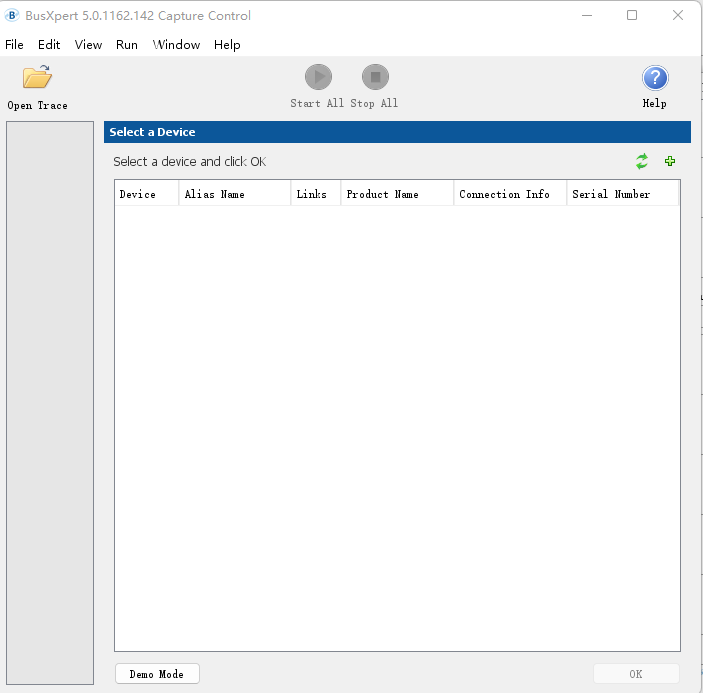 BusXpert 5.0.1162.142 Capture Control
File Edit View Run Window Help
Open Trace
Start All Stop All
Help
Select a Device
Select a device and click OK
Device Alias Name Links Product Name Connection Info Serial Number
Demo Mode
OK